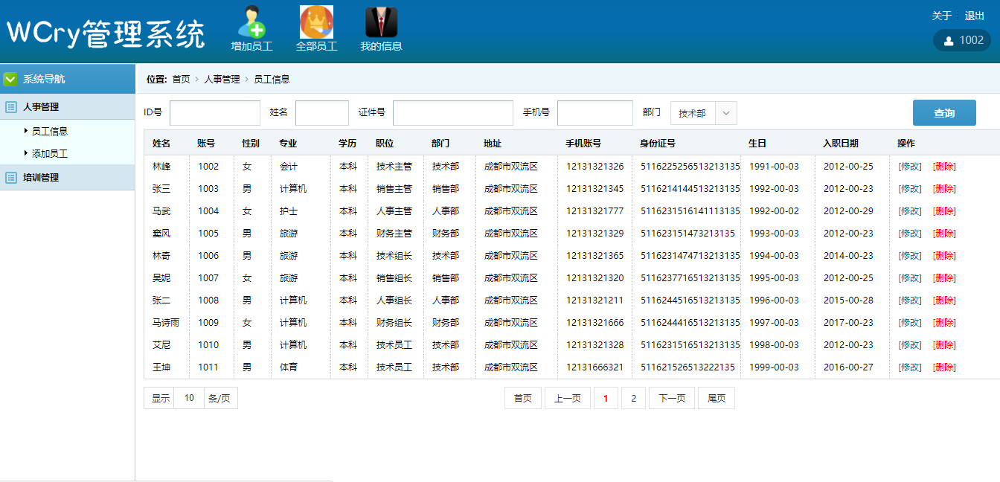 WCry管理系统
增加员工 全部员工 我的信息
关于 退出
1002
系统导航
人事管理
员工信息
添加员工
培训管理
位置: 首页 > 人事管理 > 员工信息
ID号 姓名 证件号 手机号 部门 技术部 查询
姓名 账号 性别 专业 学历 职位 部门 地址 手机账号 身份证号 生日 入职日期 操作
林峰 1002 女 会计 本科 技术主管 技术部 成都市双流区 12131321326 5116225256513213135 1991-00-03 2012-00-25 [修改] [删除]
张三 1003 男 计算机 本科 销售主管 销售部 成都市双流区 12131321345 5116214144513213135 1992-00-03 2012-00-23 [修改] [删除]
马武 1004 女 护士 本科 人事主管 人事部 成都市双流区 12131321777 5116231516141113135 1992-00-02 2012-00-29 [修改] [删除]
窦风 1005 男 旅游 本科 财务主管 财务部 成都市双流区 12131321329 511623151473213135 1993-00-03 2012-00-23 [修改] [删除]
林奇 1006 男 旅游 本科 技术组长 技术部 成都市双流区 12131321365 5116231474713213135 1994-00-03 2014-00-23 [修改] [删除]
吴妮 1007 女 旅游 本科 销售组长 销售部 成都市双流区 12131321320 5116237716513213135 1995-00-03 2012-00-25 [修改] [删除]
张二 1008 男 计算机 本科 人事组长 人事部 成都市双流区 12131321211 5116244516513213135 1996-00-03 2015-00-28 [修改] [删除]
马诗雨 1009 女 计算机 本科 财务组长 财务部 成都市双流区 12131321666 5116244416513213135 1997-00-03 2017-00-23 [修改] [删除]
艾尼 1010 男 计算机 本科 技术员工 技术部 成都市双流区 12131321328 5116231516513213135 1998-00-03 2012-00-23 [修改] [删除]
王坤 1011 男 体育 本科 技术员工 技术部 成都市双流区 12131666321 511621526513222135 1999-00-03 2016-00-27 [修改] [删除]
显示 10 条/页 首页 上一页 1 2 下一页 尾页